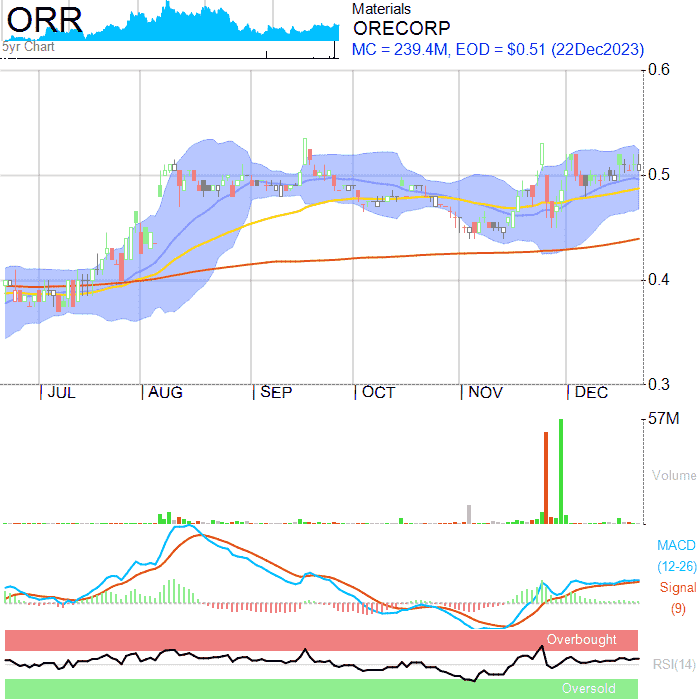 ORR
5yr Chart
Materials
ORECORP
MC = 239.4M, EOD = $0.51 (22Dec2023)
0.6
0.5
0.4
0.3
JUL AUG SEP OCT NOV DEC
57M
Volume
MACD
(12-26)
Signal
(9)
Overbought
RSI(14)
Oversold